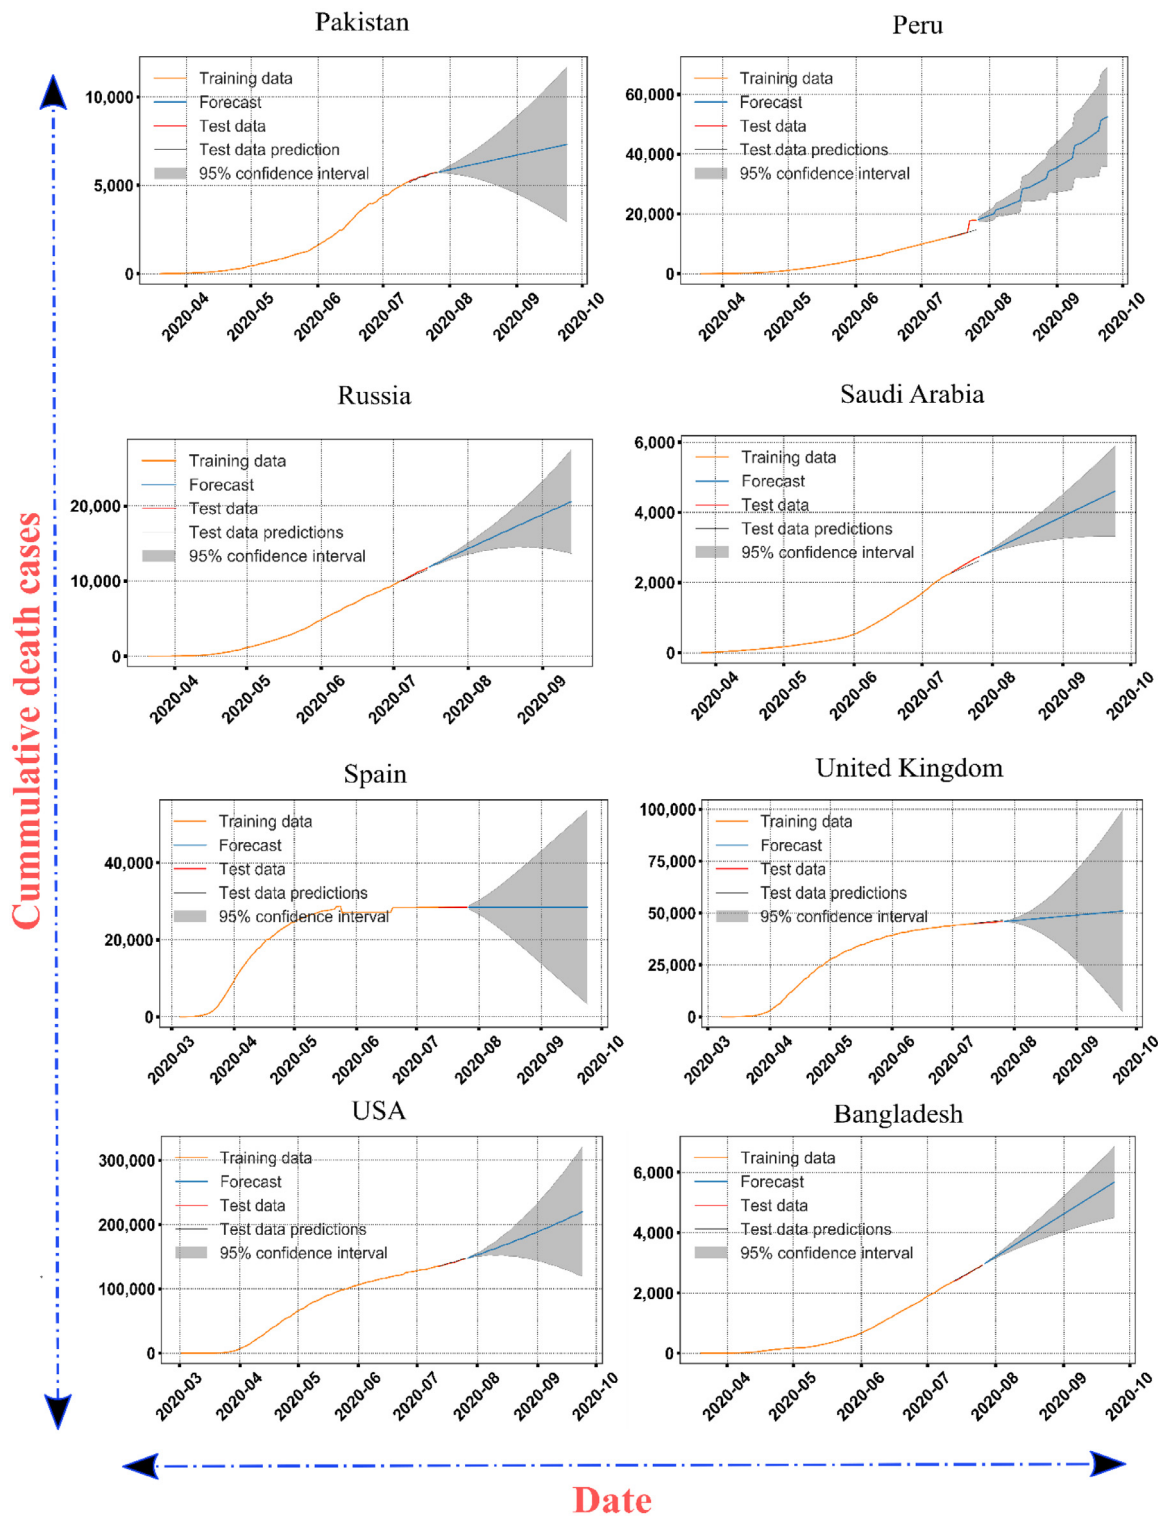 Cummulative death cases
Pakistan
Training data
Forecast
Test data
Test data prediction
95% confidence interval
10,000
5,000
0
2020-04
2020-05
2020-06
2020-07
2020-08
2020-09
2020-10
Peru
Training data
Forecast
Test data
Test data predictions
95% confidence interval
60,000
40,000
20,000
0
2020-04
2020-05
2020-06
2020-07
2020-08
2020-09
2020-10
Russia
Training data
Forecast
Test data
Test data predictions
95% confidence interval
20,000
10,000
0
2020-04
2020-05
2020-06
2020-07
2020-08
2020-09
Saudi Arabia
Training data
Forecast
Test data
Test data predictions
95% confidence interval
6,000
4,000
2,000
0
2020-04
2020-05
2020-06
2020-07
2020-08
2020-09
2020-10
Spain
Training data
Forecast
Test data
Test data predictions
95% confidence interval
40,000
20,000
0
2020-03
2020-04
2020-05
2020-06
2020-07
2020-08
2020-09
2020-10
United Kingdom
Training data
Forecast
Test data
Test data predictions
95% confidence interval
100,000
75,000
50,000
25,000
0
2020-03
2020-04
2020-05
2020-06
2020-07
2020-08
2020-09
2020-10
USA
Training data
Forecast
Test data
Test data predictions
95% confidence interval
300,000
200,000
100,000
0
2020-03
2020-04
2020-05
2020-06
2020-07
2020-08
2020-09
2020-10
Bangladesh
Training data
Forecast
Test data
Test data predictions
95% confidence interval
6,000
4,000
2,000
0
2020-04
2020-05
2020-06
2020-07
2020-08
2020-09
2020-10
Date